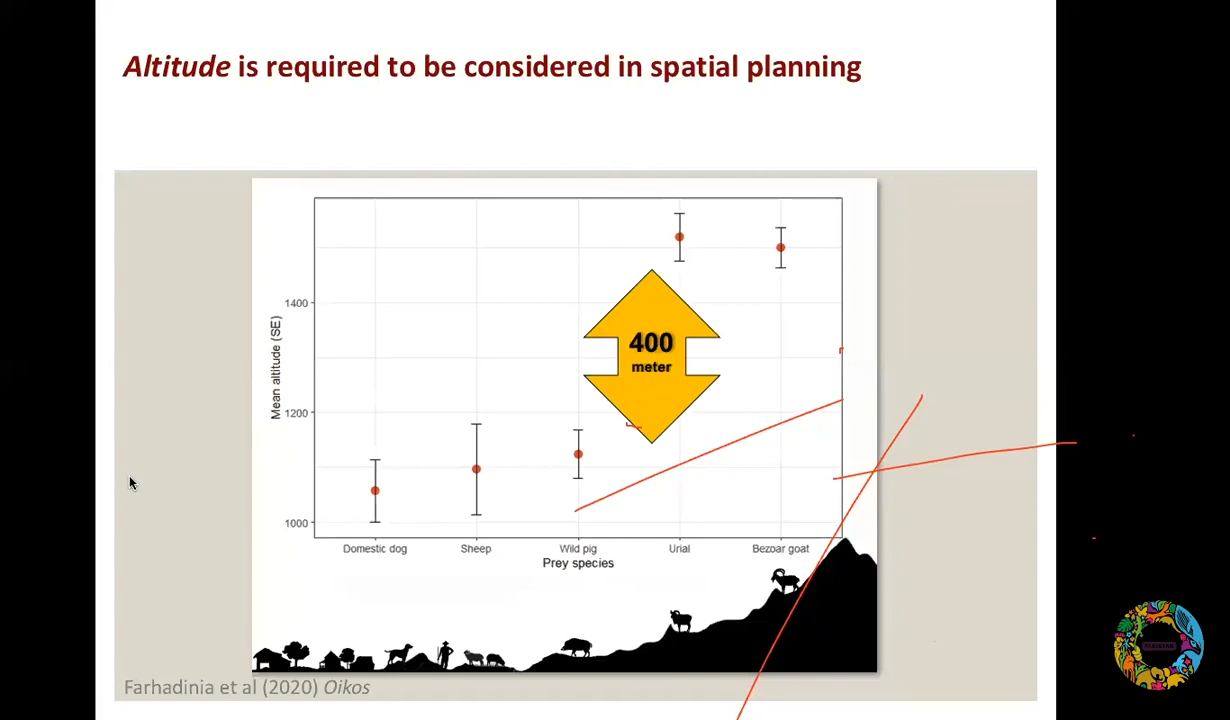 Altitude is required to be considered in spatial planning
Mean altitude (SE)
1400
1200
1000
400
meter
Domestic dog
Sheep
Wild pig
Urial
Bezoar goat
Prey species
Farhadinia et al (2020) Oikos